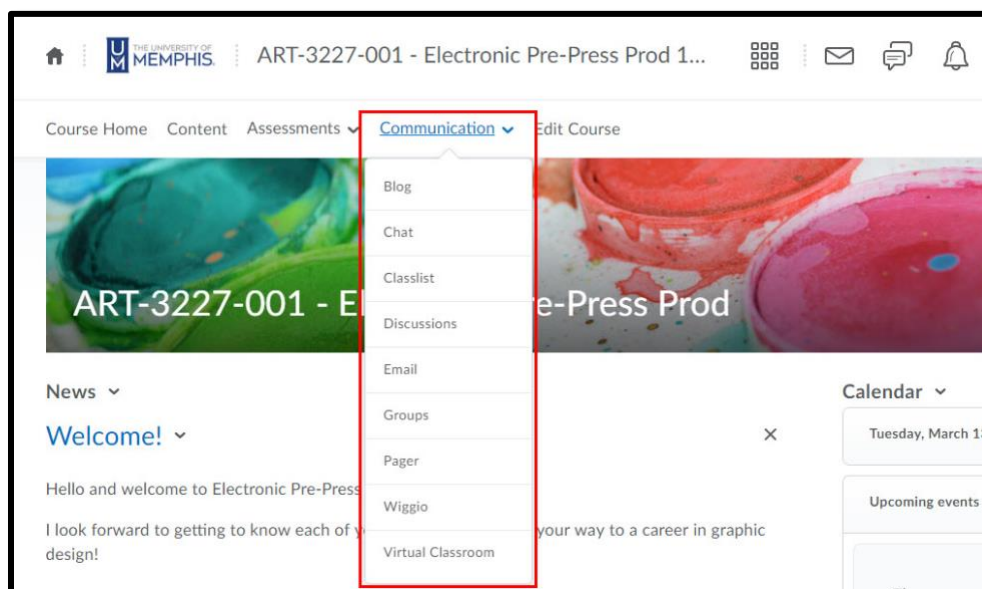 UM THE UNIVERSITY OF
MEMPHIS.
ART-3227-001 - Electronic Pre-Press Prod 1...
Course Home Content Assessments Communication Edit Course
Blog
Chat
Classlist
Discussions
Email
Groups
Pager
Wiggio
Virtual Classroom
ART-3227-001 - El e-Press Prod
News
Welcome!
Hello and welcome to Electronic Pre-Press
I look forward to getting to know each of your way to a career in graphic
design!
Calendar
Tuesday, March 13
Upcoming events